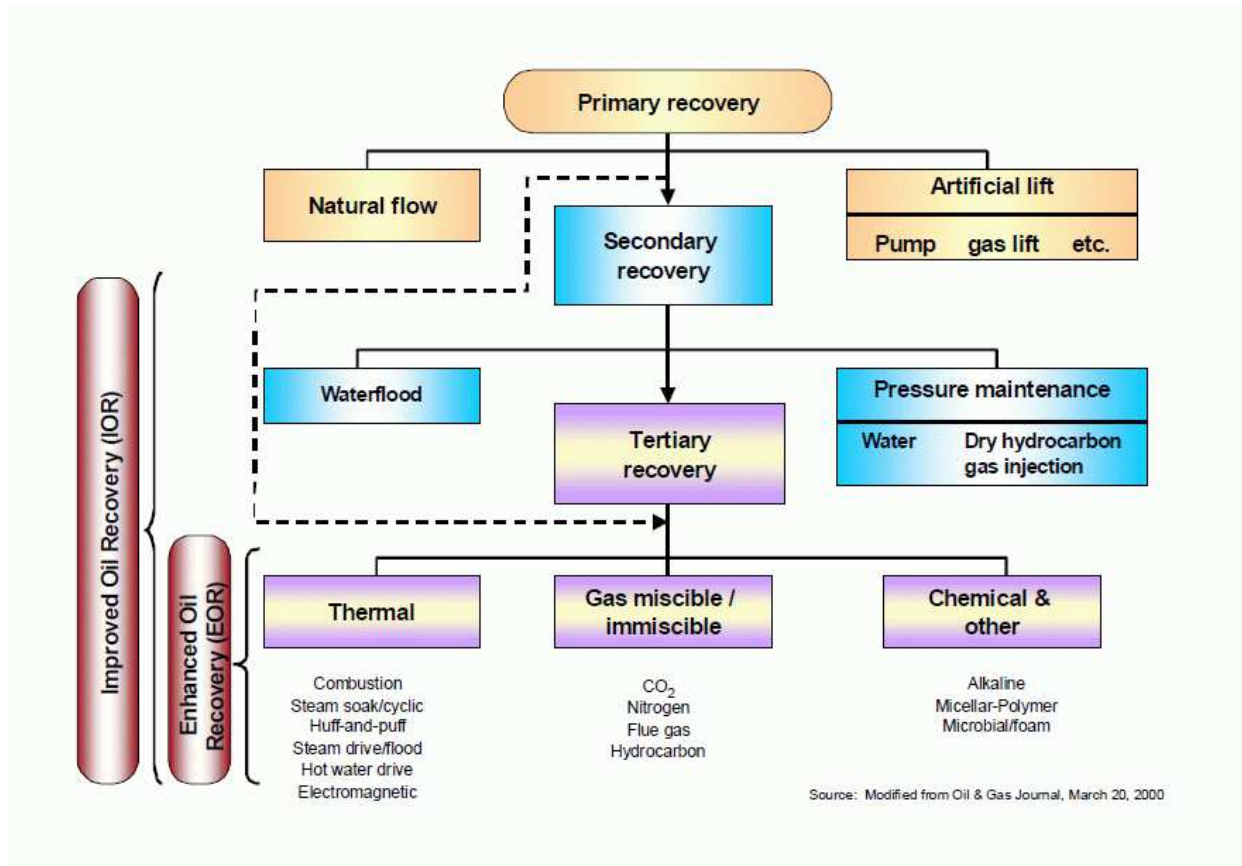 Primary recovery
Natural flow
Artificial lift
Pump gas lift etc.
Secondary
recovery
Waterflood
Pressure maintenance
Water Dry hydrocarbon
gas injection
Tertiary
recovery
Improved Oil Recovery (IOR)
Enhanced Oil
Recovery (EOR)
Thermal
Combustion
Steam soak/cyclic
Huff-and-puff
Steam drive/flood
Hot water drive
Electromagnetic
Gas miscible /
immiscible
CO2
Nitrogen
Flue gas
Hydrocarbon
Chemical &
other
Alkaline
Micellar-Polymer
Microbial/foam
Source: Modified from Oil & Gas Journal, March 20, 2000